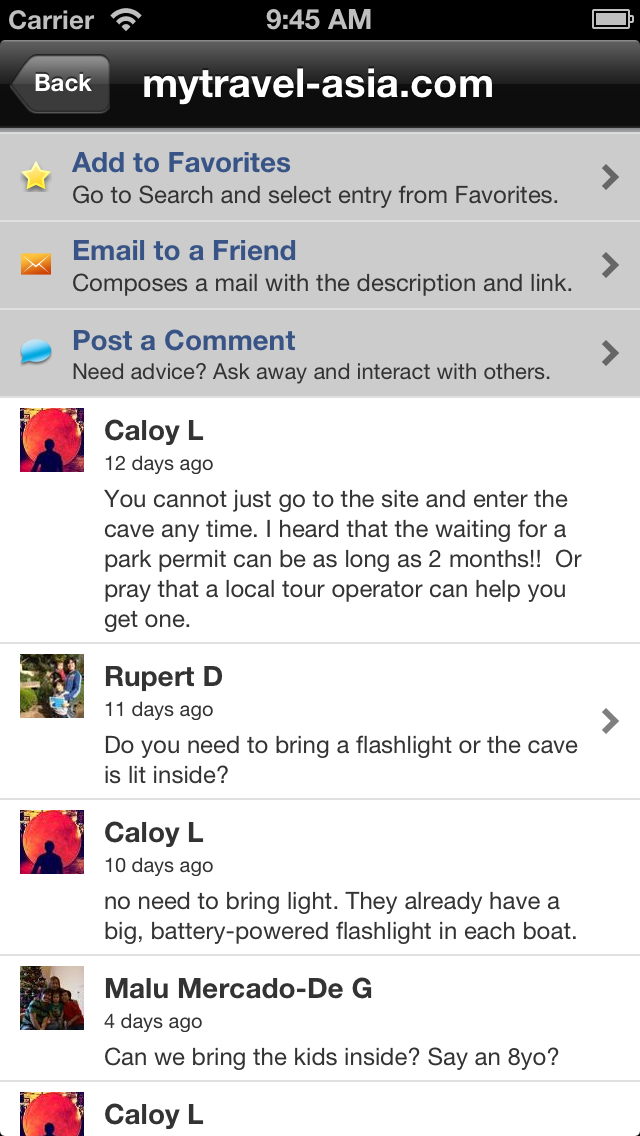 Carrier 9:45 AM
Back mytravel-asia.com
Add to Favorites
Go to Search and select entry from Favorites.
Email to a Friend
Composes a mail with the description and link.
Post a Comment
Need advice? Ask away and interact with others.
Caloy L
12 days ago
You cannot just go to the site and enter the
cave any time. I heard that the waiting for a
park permit can be as long as 2 months!!  Or
pray that a local tour operator can help you
get one.
Rupert D
11 days ago
Do you need to bring a flashlight or the cave
is lit inside?
Caloy L
10 days ago
no need to bring light. They already have a
big, battery-powered flashlight in each boat.
Malu Mercado-De G
4 days ago
Can we bring the kids inside? Say an 8yo?
Caloy L